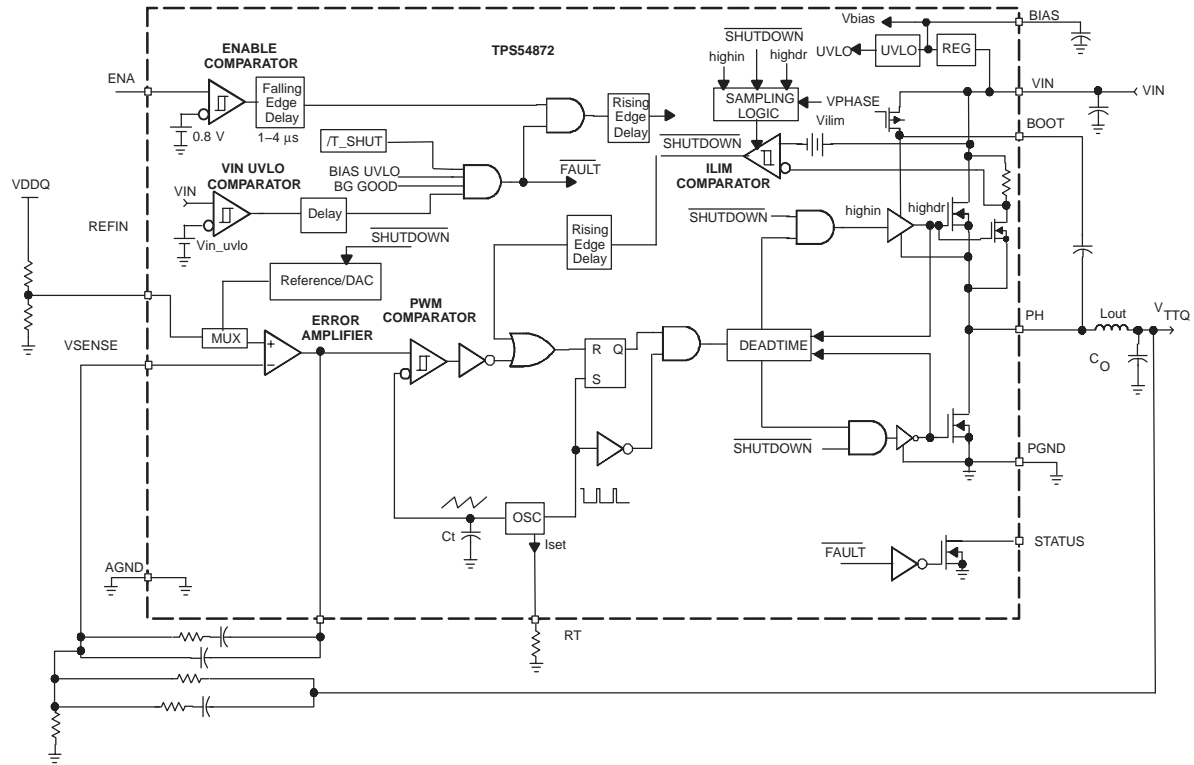 Vbias
BIAS
SHUTDOWN
ENABLE
COMPARATOR
TPS54872
highin
highdr
UVLO
UVLO
REG
ENA
Falling
Edge
Delay
0.8 V
1–4 μs
SAMPLING
LOGIC
VPHASE
VIN
VIN
Rising
Edge
Delay
Vilim
BOOT
/T_SHUT
SHUTDOWN
BIAS UVLO
BG GOOD
FAULT
ILIM
COMPARATOR
VIN UVLO
COMPARATOR
VDDQ
VIN
Delay
REFIN
Vin_uvlo
SHUTDOWN
Rising
Edge
Delay
SHUTDOWN
highin
highdr
Reference/DAC
PWM
COMPARATOR
ERROR
AMPLIFIER
MUX
VSENSE
+
−
R Q
S
DEADTIME
PH
Lout
VTTQ
CO
SHUTDOWN
PGND
Ct
OSC
Iset
FAULT
STATUS
AGND
RT